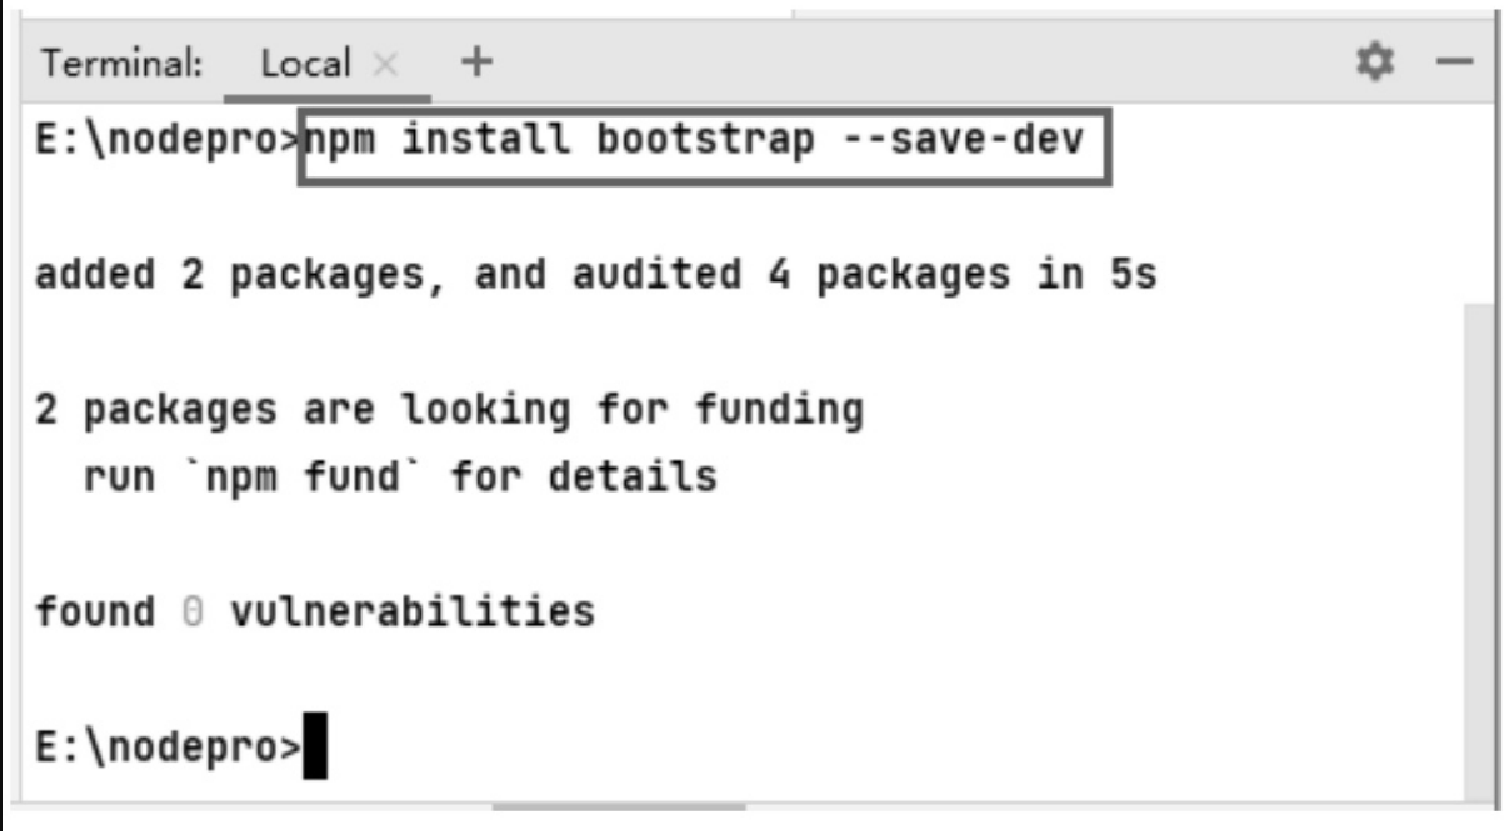 Terminal: Local × +
E:\nodepro>npm install bootstrap --save-dev
added 2 packages, and audited 4 packages in 5s
2 packages are looking for funding
run `npm fund` for details
found 0 vulnerabilities
E:\nodepro>